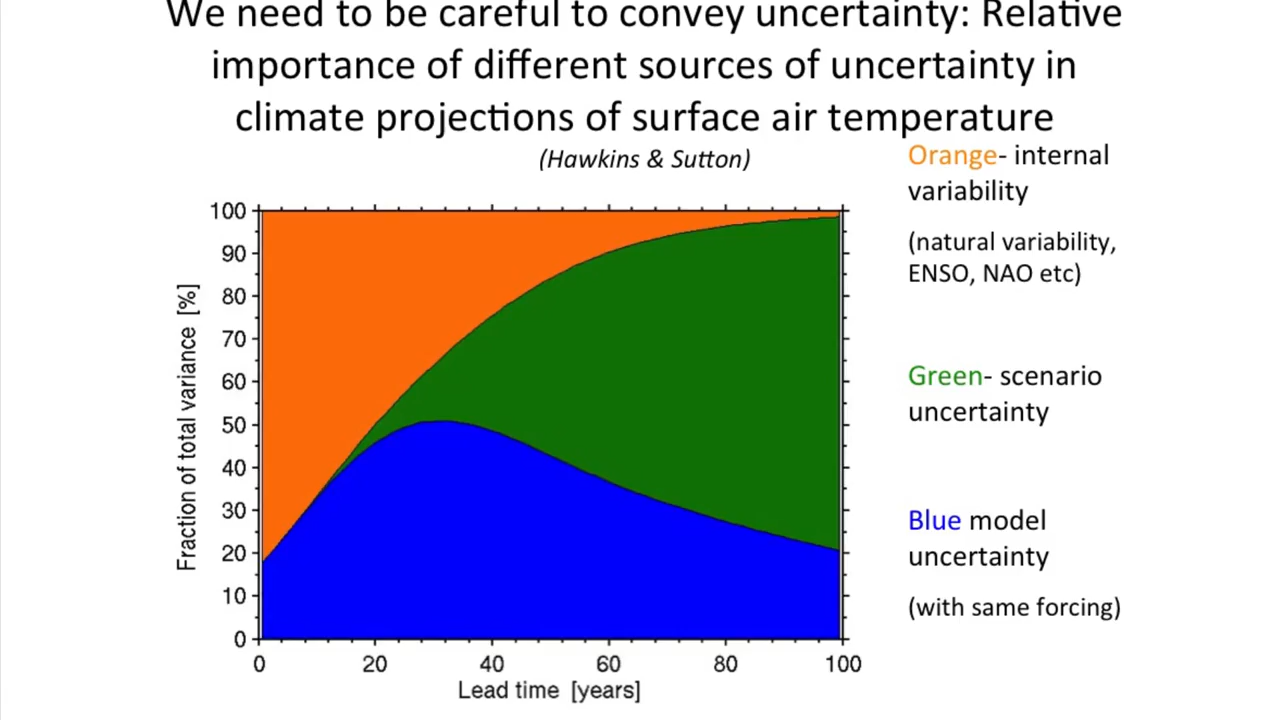 We need to be careful to convey uncertainty: Relative
importance of different sources of uncertainty in
climate projections of surface air temperature
(Hawkins & Sutton)
Orange- internal
variability
(natural variability,
ENSO, NAO etc)
Green- scenario
uncertainty
Blue model
uncertainty
(with same forcing)
Fraction of total variance [%]
100
90
80
70
60
50
40
30
20
10
0
0 20 40 60 80 100
Lead time [years]